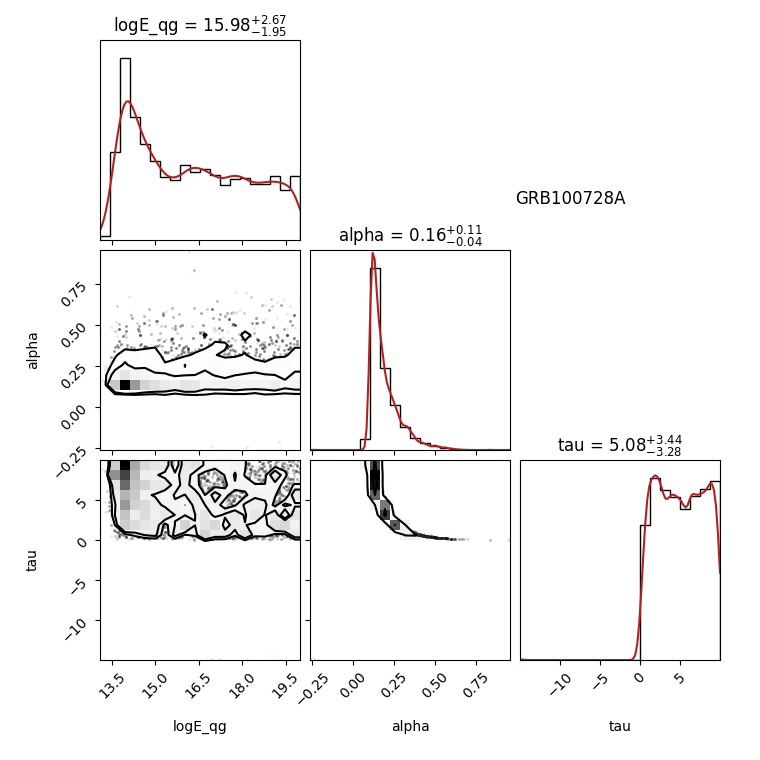 logE_qg = 15.98+2.67−1.95
GRB100728A
alpha = 0.16+0.11−0.04
0.75
0.50
0.25
0.00
−0.25
alpha
tau = 5.08+3.44−3.28
5
0
−5
−10
tau
13.5 15.0 16.5 18.0 19.5
−0.25 0.00 0.25 0.50 0.75
−10 −5 0 5
logE_qg alpha tau